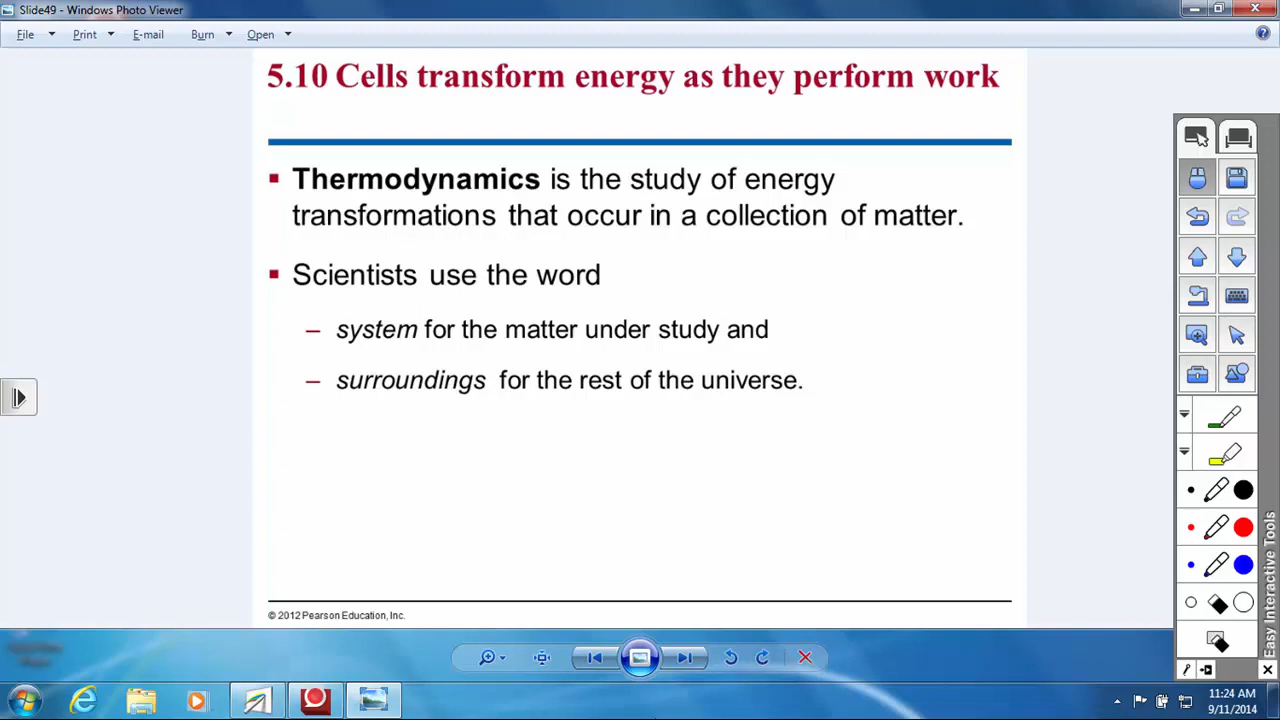 Slide49 - Windows Photo Viewer
File Print E-mail Burn Open
5.10 Cells transform energy as they perform work
Thermodynamics is the study of energy
transformations that occur in a collection of matter.
Scientists use the word
– system for the matter under study and
– surroundings for the rest of the universe.
© 2012 Pearson Education, Inc.
Easy Interactive Tools
11:24 AM
9/11/2014